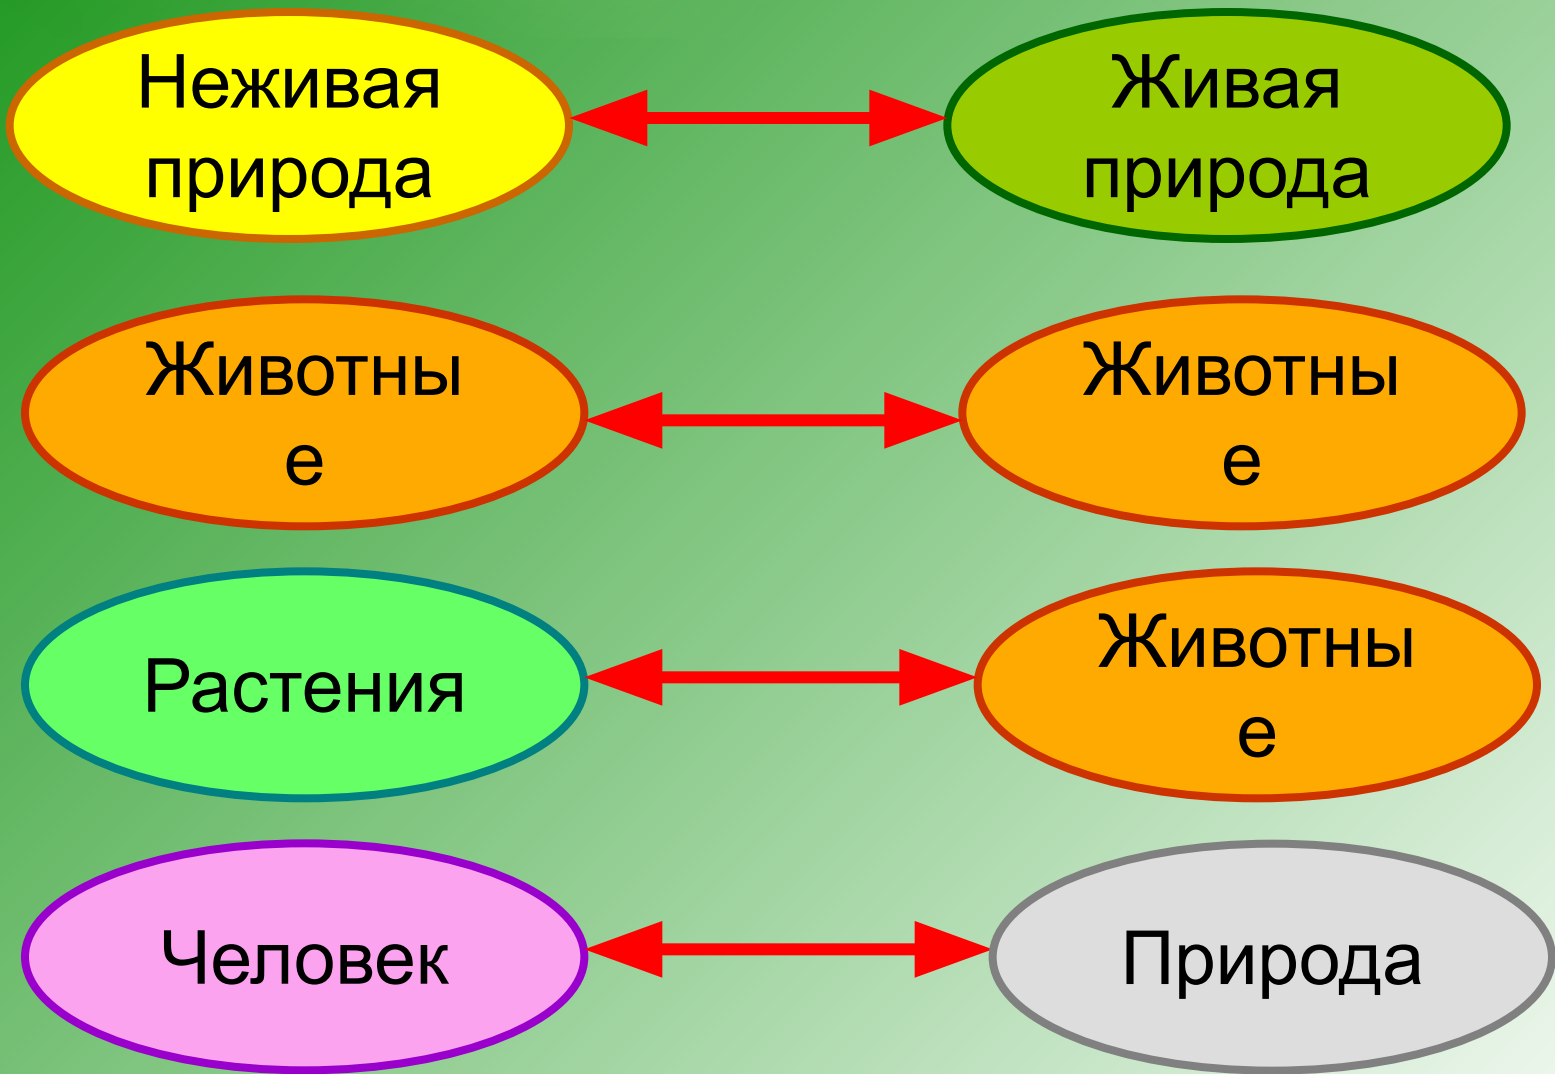 Неживая
природа
Живая
природа
Животны
е
Животны
е
Растения
Животны
е
Человек
Природа